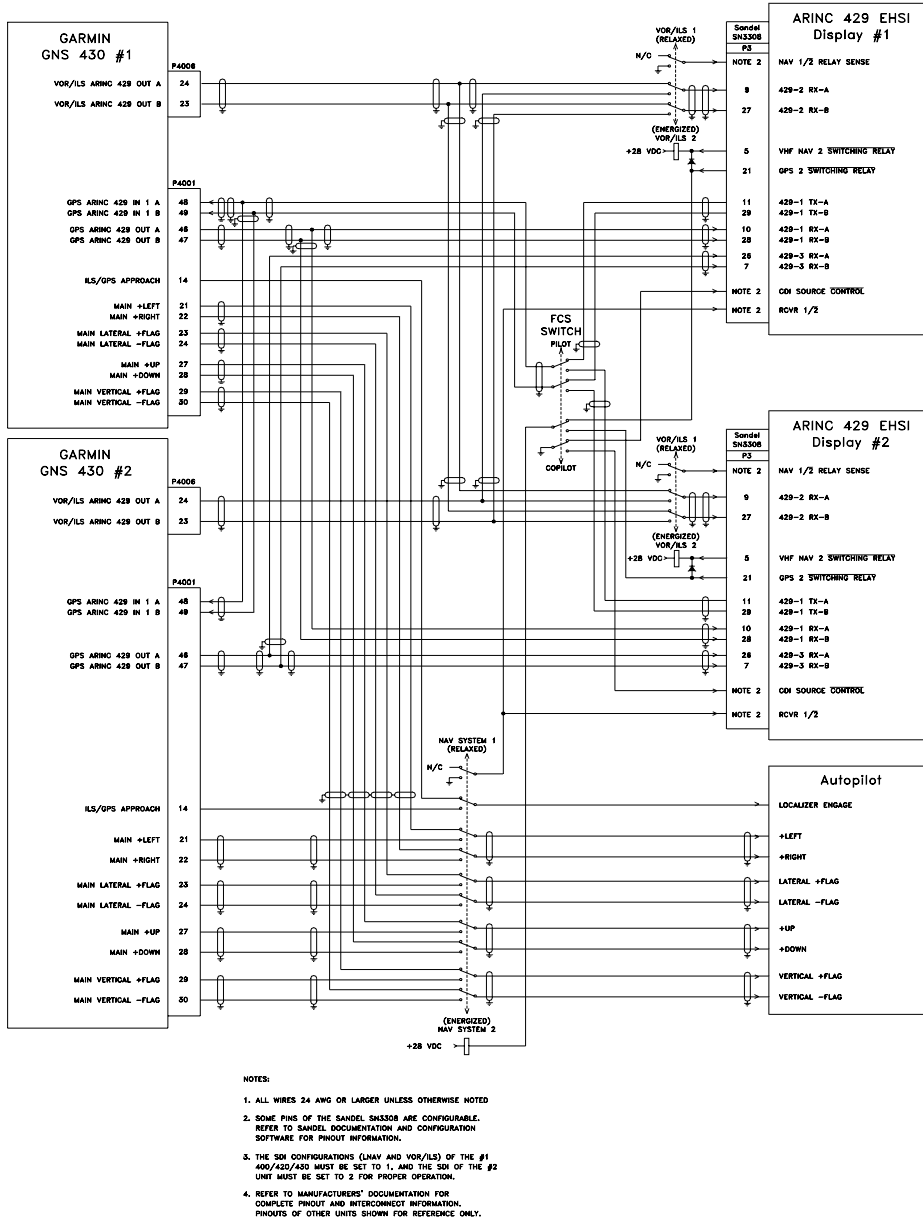 GARMIN
GNS 430 #1
P4006
VOR/ILS ARINC 429 OUT A 24
VOR/ILS ARINC 429 OUT B 23
P4001
GPS ARINC 429 IN 1 A 48
GPS ARINC 429 IN 1 B 49
GPS ARINC 429 OUT A 46
GPS ARINC 429 OUT B 47
ILS/GPS APPROACH 14
MAIN +LEFT 21
MAIN +RIGHT 22
MAIN LATERAL +FLAG 23
MAIN LATERAL -FLAG 24
MAIN +UP 27
MAIN +DOWN 28
MAIN VERTICAL +FLAG 29
MAIN VERTICAL -FLAG 30
GARMIN
GNS 430 #2
P4006
VOR/ILS ARINC 429 OUT A 24
VOR/ILS ARINC 429 OUT B 23
P4001
GPS ARINC 429 IN 1 A 48
GPS ARINC 429 IN 1 B 49
GPS ARINC 429 OUT A 46
GPS ARINC 429 OUT B 47
ILS/GPS APPROACH 14
MAIN +LEFT 21
MAIN +RIGHT 22
MAIN LATERAL +FLAG 23
MAIN LATERAL -FLAG 24
MAIN +UP 27
MAIN +DOWN 28
MAIN VERTICAL +FLAG 29
MAIN VERTICAL -FLAG 30
VOR/ILS 1
(RELAXED)
N/C
(ENERGIZED)
VOR/ILS 2
+28 VDC
FCS
SWITCH
PILOT
COPILOT
VOR/ILS 1
(RELAXED)
N/C
(ENERGIZED)
VOR/ILS 2
+28 VDC
NAV SYSTEM 1
(RELAXED)
N/C
(ENERGIZED)
NAV SYSTEM 2
+28 VDC
ARINC 429 EHSI
Display #1
Sandel
SN3308
P3
NOTE 2 NAV 1/2 RELAY SENSE
9 429-2 RX-A
27 429-2 RX-B
5 VHF NAV 2 SWITCHING RELAY
21 GPS 2 SWITCHING RELAY
11 429-1 TX-A
29 429-1 TX-B
10 429-1 RX-A
28 429-1 RX-B
26 429-3 RX-A
7 429-3 RX-B
NOTE 2 CDI SOURCE CONTROL
NOTE 2 RCVR 1/2
ARINC 429 EHSI
Display #2
Sandel
SN3308
P3
NOTE 2 NAV 1/2 RELAY SENSE
9 429-2 RX-A
27 429-2 RX-B
5 VHF NAV 2 SWITCHING RELAY
21 GPS 2 SWITCHING RELAY
11 429-1 TX-A
29 429-1 TX-B
10 429-1 RX-A
28 429-1 RX-B
26 429-3 RX-A
7 429-3 RX-B
NOTE 2 CDI SOURCE CONTROL
NOTE 2 RCVR 1/2
Autopilot
LOCALIZER ENGAGE
+LEFT
+RIGHT
LATERAL +FLAG
LATERAL -FLAG
+UP
+DOWN
VERTICAL +FLAG
VERTICAL -FLAG
NOTES:
1. ALL WIRES 24 AWG OR LARGER UNLESS OTHERWISE NOTED
2. SOME PINS OF THE SANDEL SN3308 ARE CONFIGURABLE.
REFER TO SANDEL DOCUMENTATION AND CONFIGURATION
SOFTWARE FOR PINOUT INFORMATION.
3. THE SDI CONFIGURATIONS (LNAV AND VOR/ILS) OF THE #1
400/420/430 MUST BE SET TO 1, AND THE SDI OF THE #2
UNIT MUST BE SET TO 2 FOR PROPER OPERATION.
4. REFER TO MANUFACTURERS' DOCUMENTATION FOR
COMPLETE PINOUT AND INTERCONNECT INFORMATION.
PINOUTS OF OTHER UNITS SHOWN FOR REFERENCE ONLY.